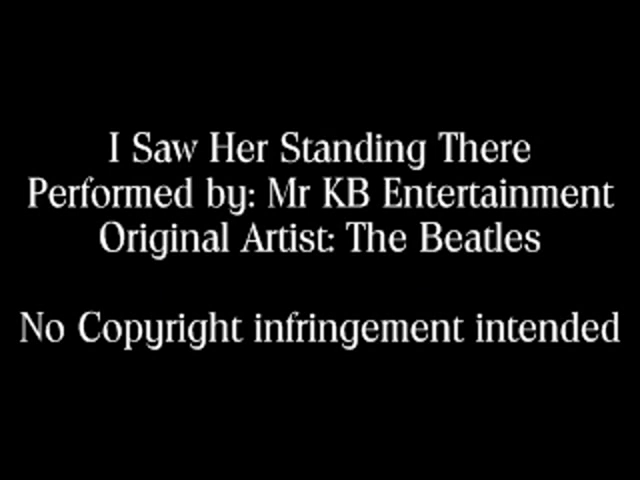 I Saw Her Standing There
Performed by: Mr KB Entertainment
Original Artist: The Beatles
No Copyright infringement intended